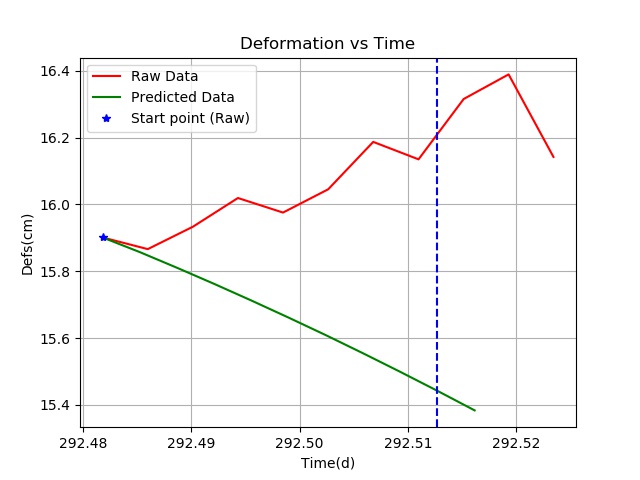 Deformation vs Time
Raw Data
Predicted Data
Start point (Raw)
Defs(cm)
16.4
16.2
16.0
15.8
15.6
15.4
292.48 292.49 292.50 292.51 292.52
Time(d)